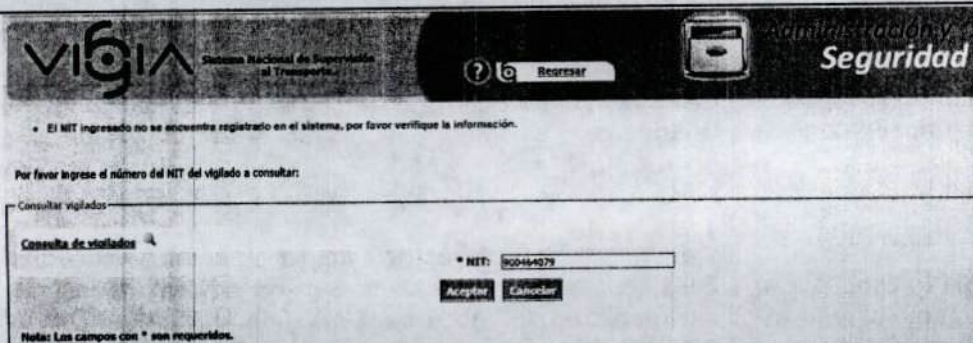 VIGIA
Sistema Nacional de Supervisión
al Transporte.
? Regresar
Administración y
Seguridad
• El NIT ingresado no se encuentra registrado en el sistema, por favor verifique la información.
Por favor ingrese el número del NIT del vigilado a consultar:
Consultar vigilados
Consulta de vigilados
* NIT: 900464079
Aceptar Cancelar
Nota: Los campos con * son requeridos.